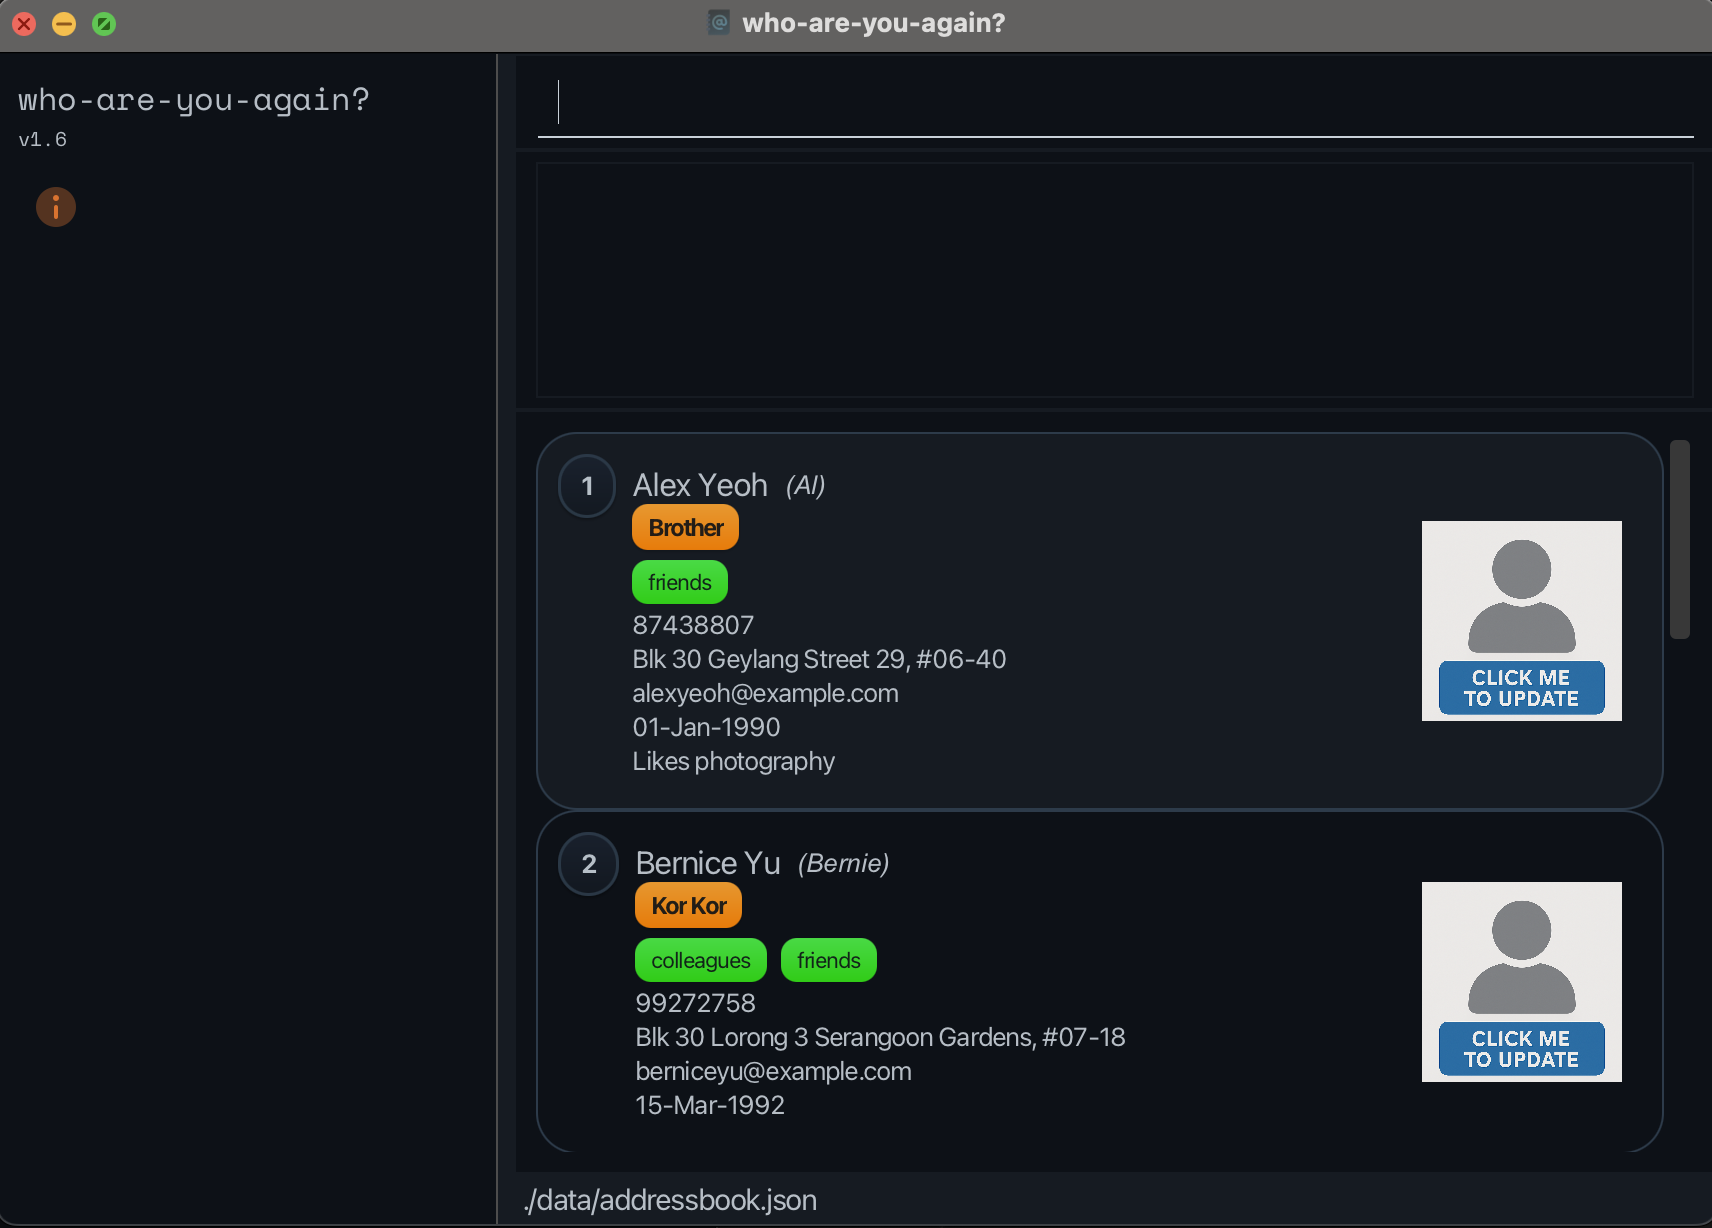 who-are-you-again?
who-are-you-again?
v1.6
1
Alex Yeoh (Al)
Brother
friends
87438807
Blk 30 Geylang Street 29, #06-40
alexyeoh@example.com
01-Jan-1990
Likes photography
CLICK ME
TO UPDATE
2
Bernice Yu (Bernie)
Kor Kor
colleagues friends
99272758
Blk 30 Lorong 3 Serangoon Gardens, #07-18
berniceyu@example.com
15-Mar-1992
CLICK ME
TO UPDATE
./data/addressbook.json